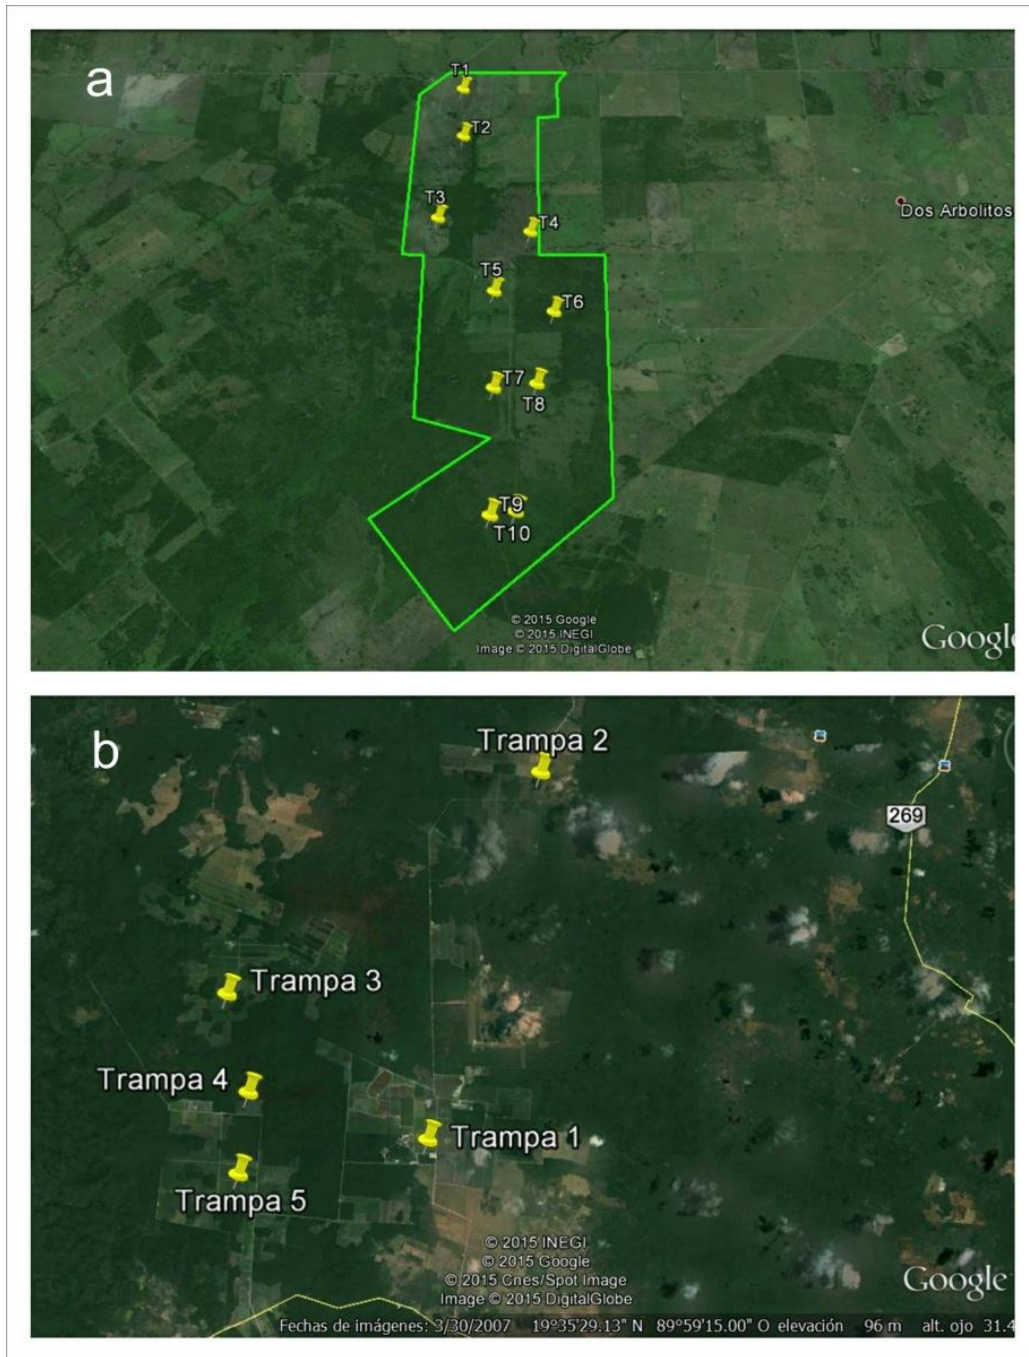 a
T1
T2
T3
T4
Dos Arbolitos
T5
T6
T7
T8
T9
T10
© 2015 Google
© 2015 INEGI
Image © 2015 DigitalGlobe
Google
b
Trampa 2
269
Trampa 3
Trampa 4
Trampa 1
Trampa 5
© 2015 INEGI
© 2015 Google
© 2015 Cnes/Spot Image
Image © 2015 DigitalGlobe
Google
Fechas de imágenes: 3/30/2007 19°35'29.13" N 89°59'15.00" O elevación 96 m alt. ojo 31.4